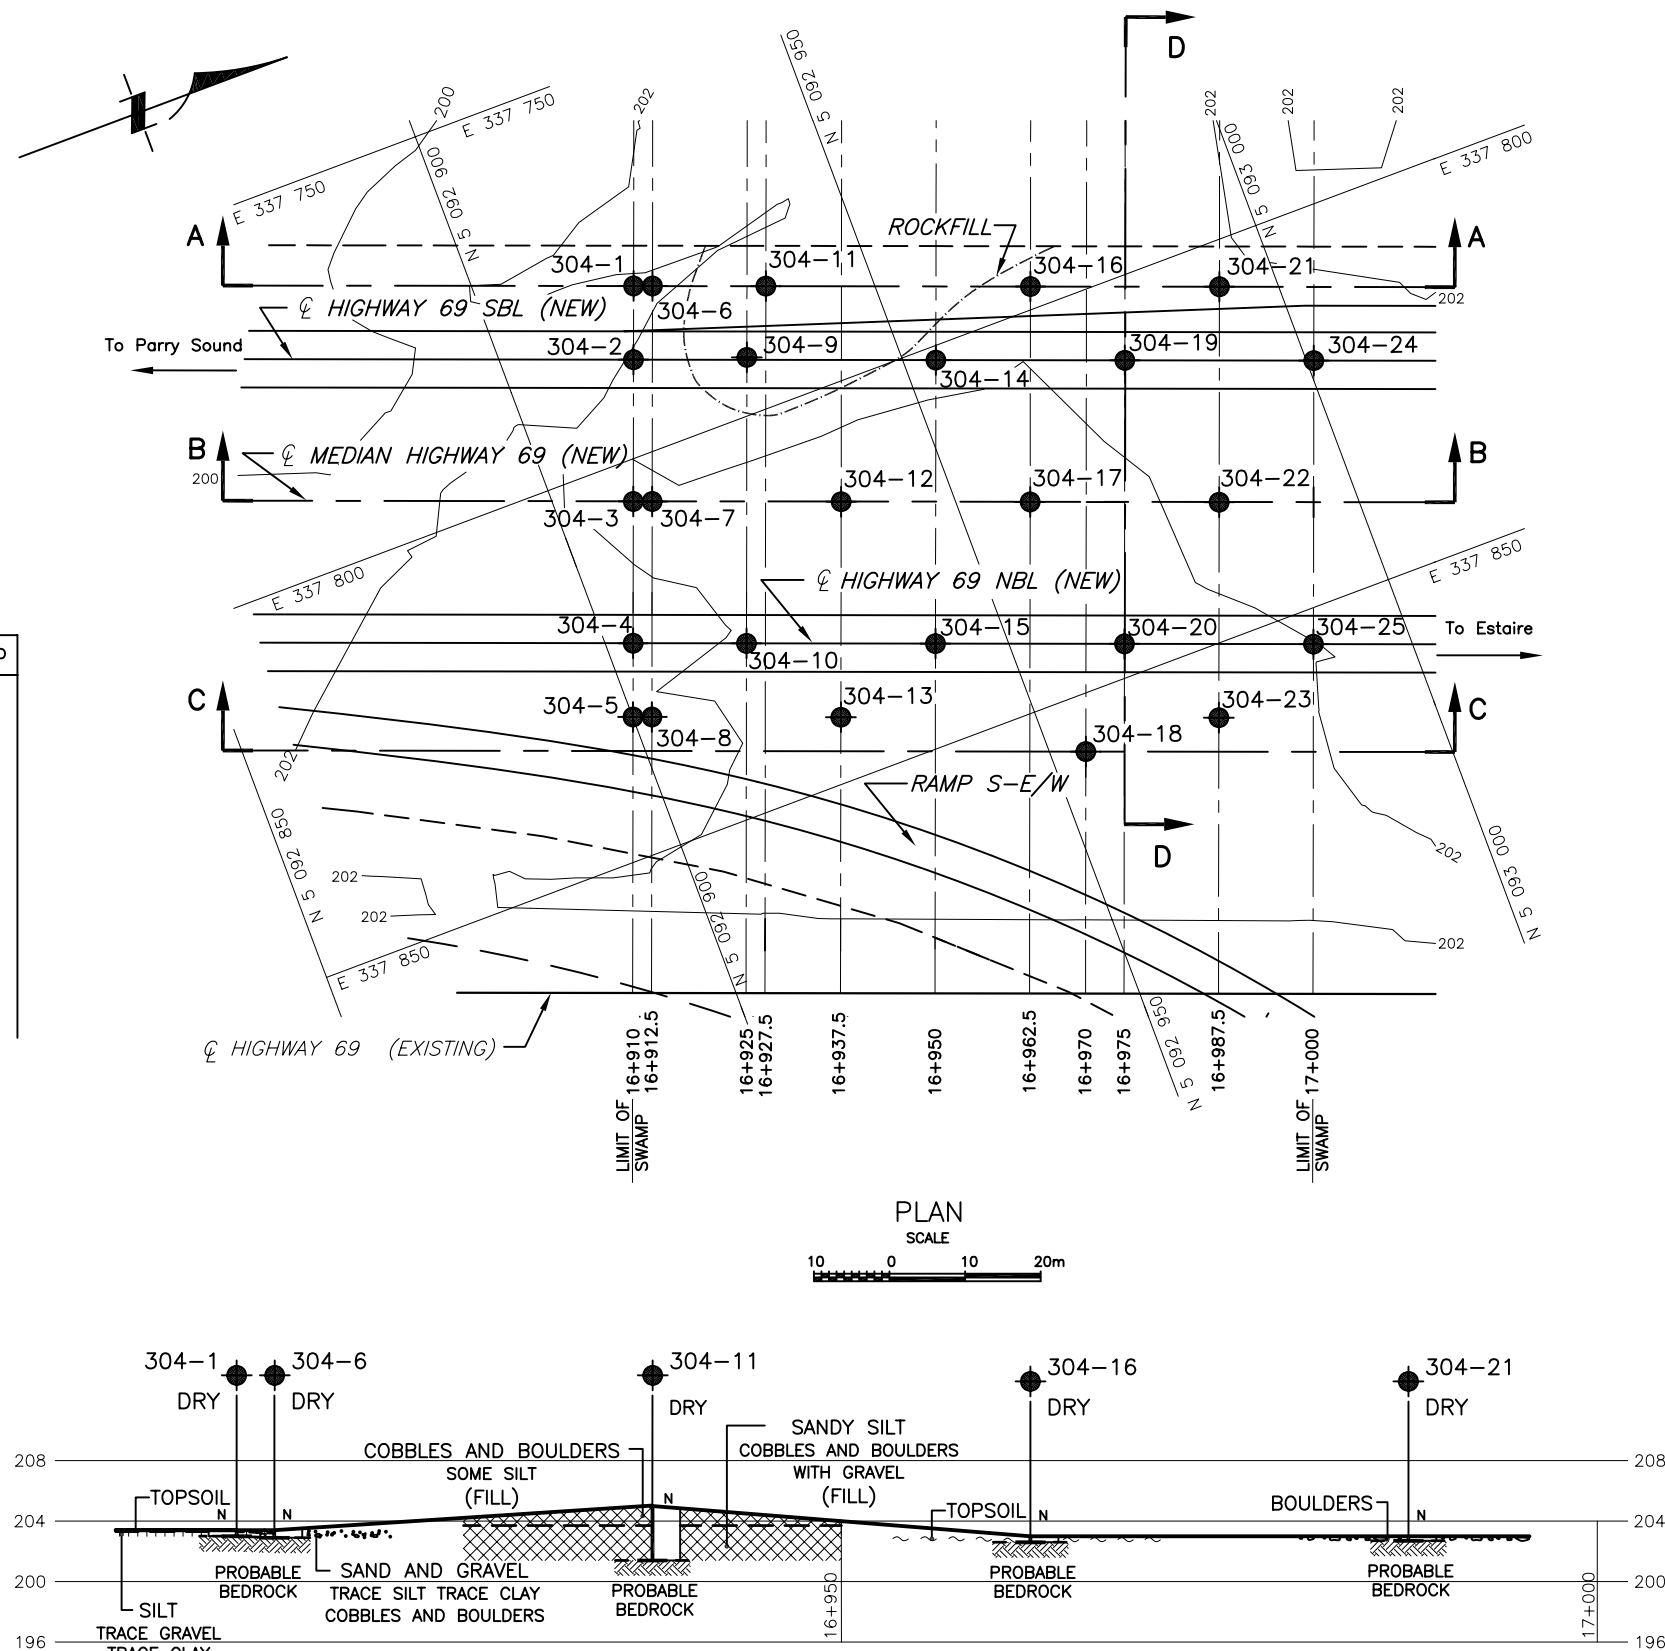 D
200
202
N 5 092 950
202
202
202
E 337 750
E 337 750
N 5 092 900
N 5 093 000
E 337 800
A
A
ROCKFILL
304-1
304-11
304-16
304-21
202
℄ HIGHWAY 69 SBL (NEW)
304-6
To Parry Sound
304-2
304-9
304-14
304-19
304-24
B
B
℄ MEDIAN HIGHWAY 69 (NEW)
200
304-12
304-17
304-22
304-3
304-7
E 337 800
E 337 850
℄ HIGHWAY 69 NBL (NEW)
304-4
304-10
304-15
304-20
304-25
To Estaire
C
C
304-5
304-13
304-23
304-8
304-18
202
RAMP S-E/W
N 5 092 850
D
202
N 5 093 000
202
202
N 5 092 900
202
E 337 850
℄ HIGHWAY 69 (EXISTING)
N 5 092 950
16+910
16+912.5
16+925
16+927.5
16+937.5
16+950
16+962.5
16+970
16+975
16+987.5
17+000
LIMIT OF
SWAMP
LIMIT OF
SWAMP
PLAN
SCALE
10 0 10 20m
304-1
304-6
304-11
304-16
304-21
DRY
DRY
DRY
DRY
DRY
208
208
COBBLES AND BOULDERS
SOME SILT
(FILL)
SANDY SILT
COBBLES AND BOULDERS
WITH GRAVEL
(FILL)
TOPSOIL
N
N
N
TOPSOIL
N
BOULDERS
N
204
204
PROBABLE
BEDROCK
SAND AND GRAVEL
TRACE SILT TRACE CLAY
COBBLES AND BOULDERS
PROBABLE
BEDROCK
PROBABLE
BEDROCK
PROBABLE
BEDROCK
200
200
SILT
TRACE GRAVEL
TRACE CLAY
16+950
17+000
196
196